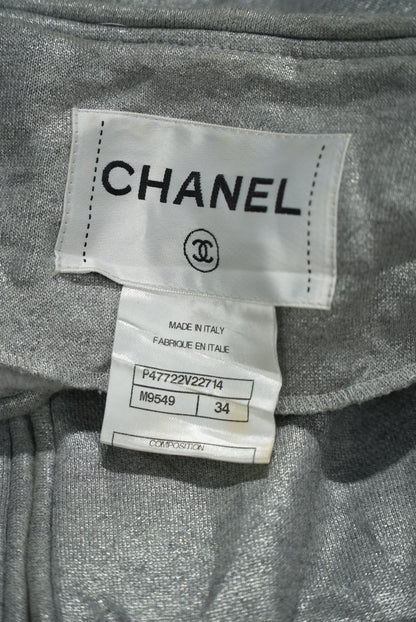 CHANEL
MADE IN ITALY
FABRIQUE EN ITALIE
P47722V22714
M9549 34
COMPOSITION